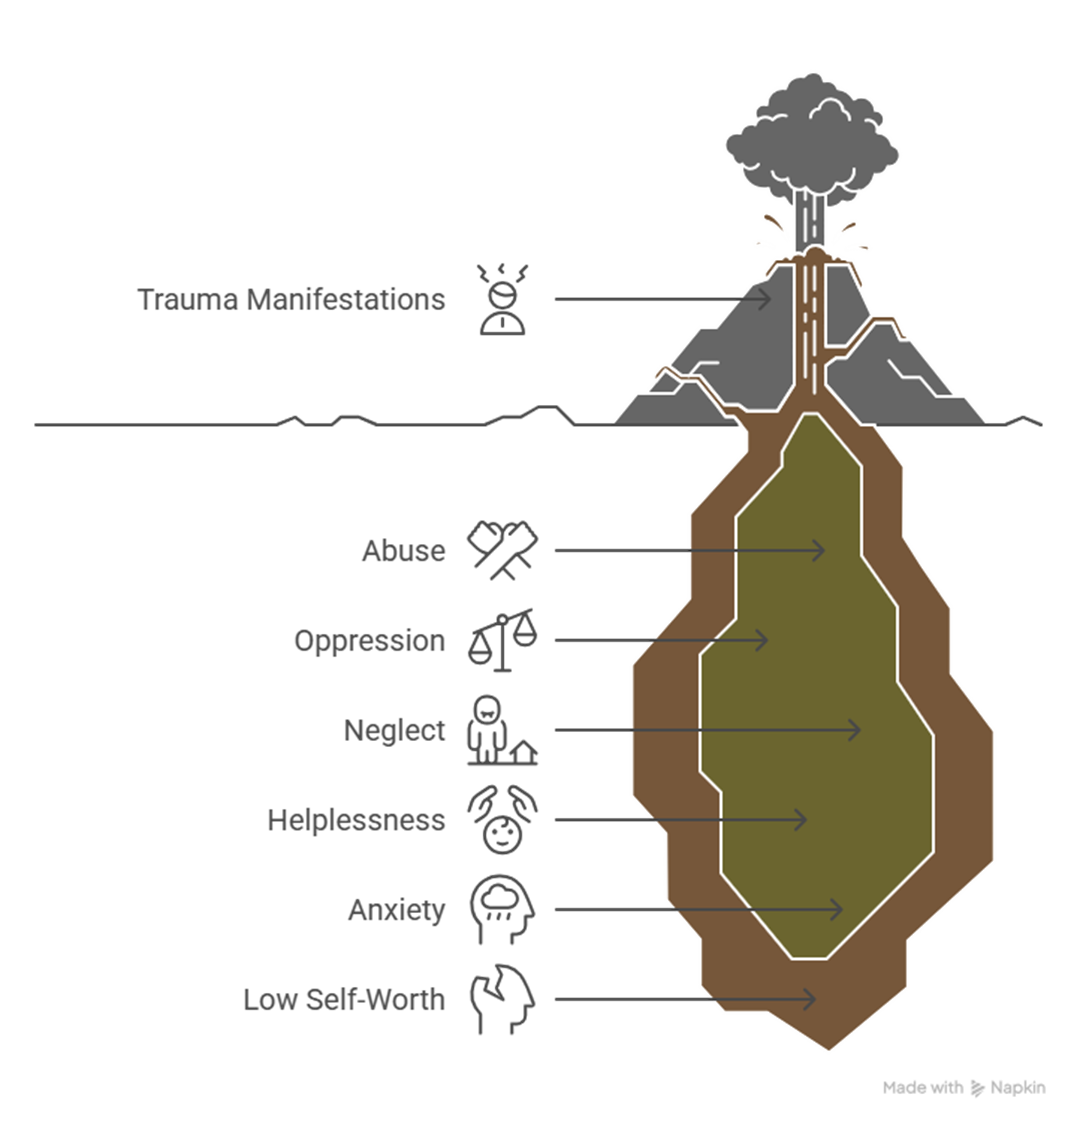 Trauma Manifestations
Abuse
Oppression
Neglect
Helplessness
Anxiety
Low Self-Worth
Made with Napkin